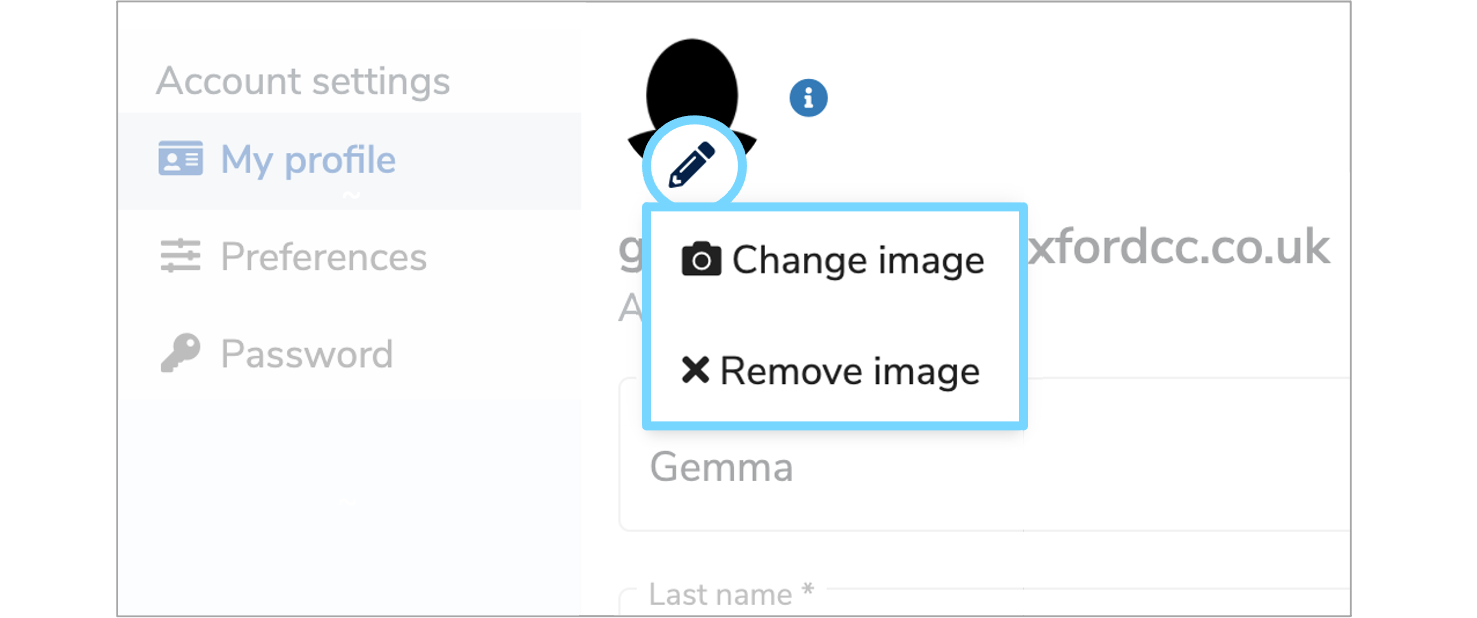 Account settings
My profile
Preferences
Password
xfordcc.co.uk
Change image
Remove image
Gemma
Last name *